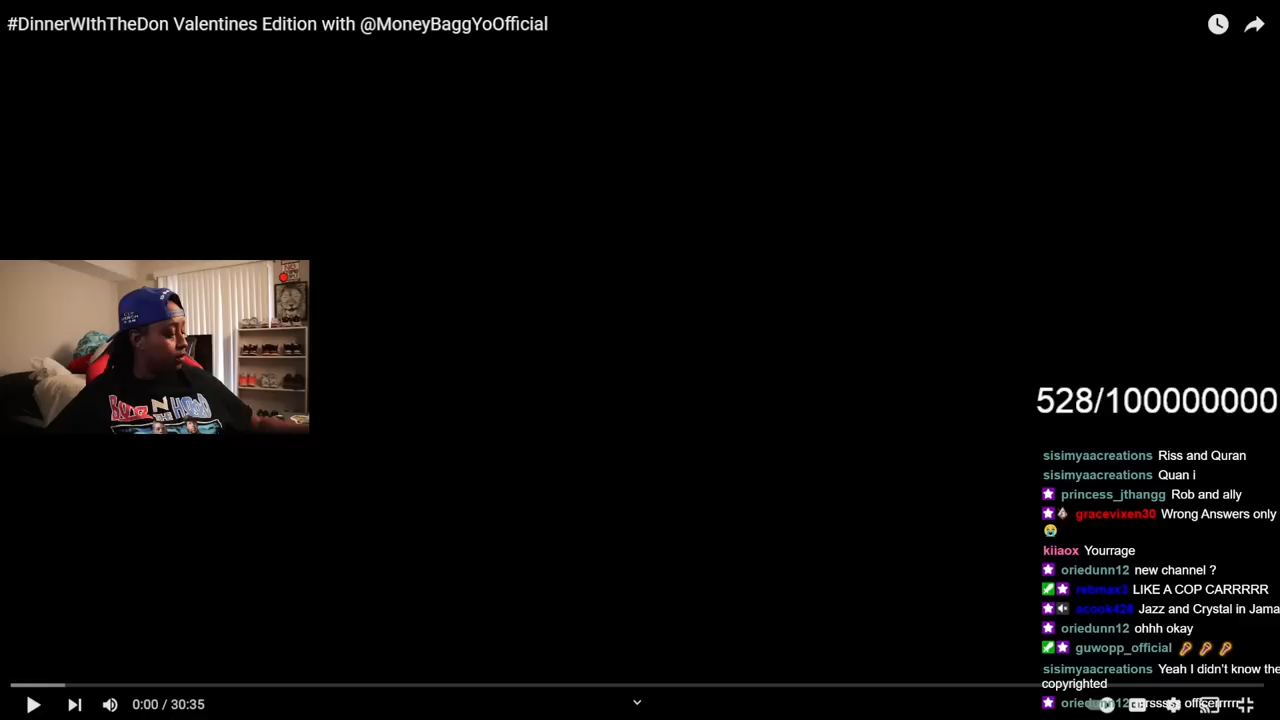 #DinnerWIthTheDon Valentines Edition with @MoneyBaggYoOfficial
528/100000000
sisimyaacreations Riss and Quran
sisimyaacreations Quan i
princess_jthangg Rob and ally
gracevixen30 Wrong Answers only
kiiaox Yourrage
oriedunn12 new channel ?
LIKE A COP CARRRRR
acook428 Jazz and Crystal in Jama
oriedunn12 ohhh okay
guwopp_official
sisimyaacreations Yeah I didn't know the
copyrighted
0:00 / 30:35